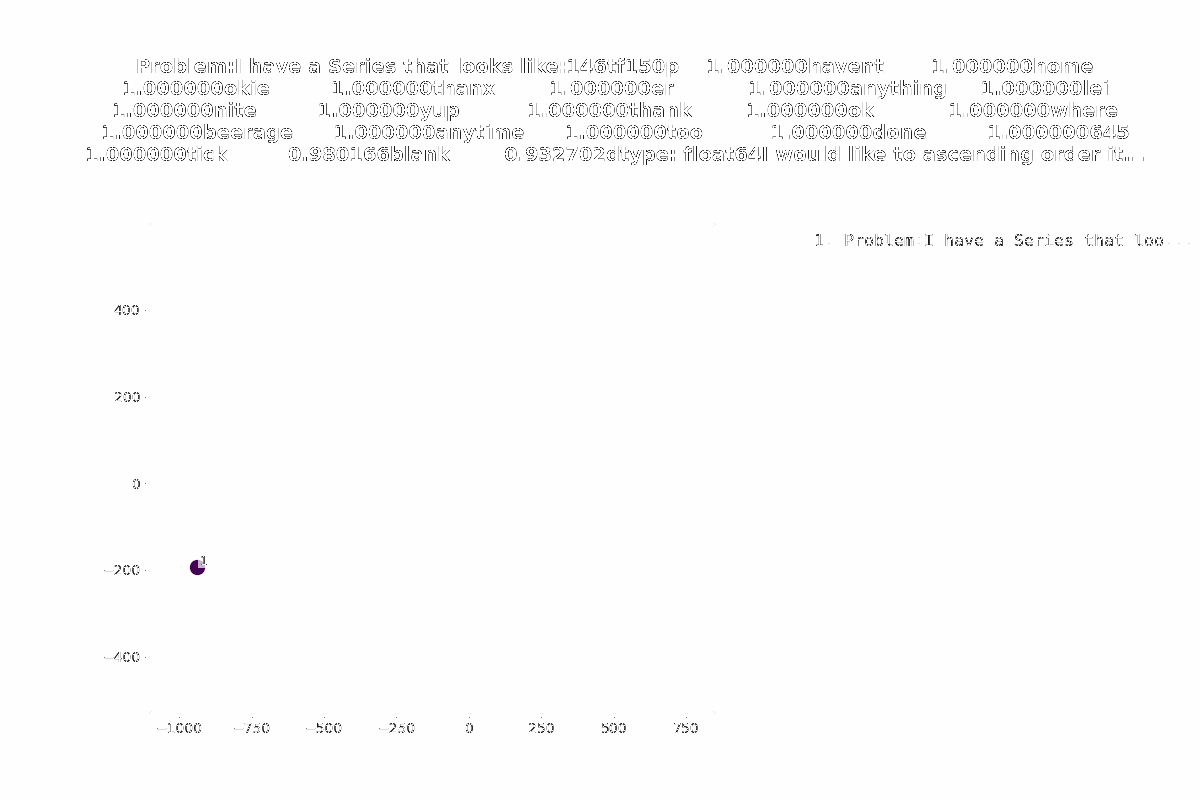 Problem:I have a Series that looks like:146tf150p 1.000000havent 1.000000home
1.000000okie 1.000000thanx 1.000000er 1.000000anything 1.000000lei
1.000000nite 1.000000yup 1.000000thank 1.000000ok 1.000000where
1.000000beerage 1.000000anytime 1.000000too 1.000000done 1.000000645
1.000000tick 0.980166blank 0.932702dtype: float64I would like to ascending order it...
1. Problem:I have a Series that loo...
400
200
0
1
−200
−400
−1000 −750 −500 −250 0 250 500 750